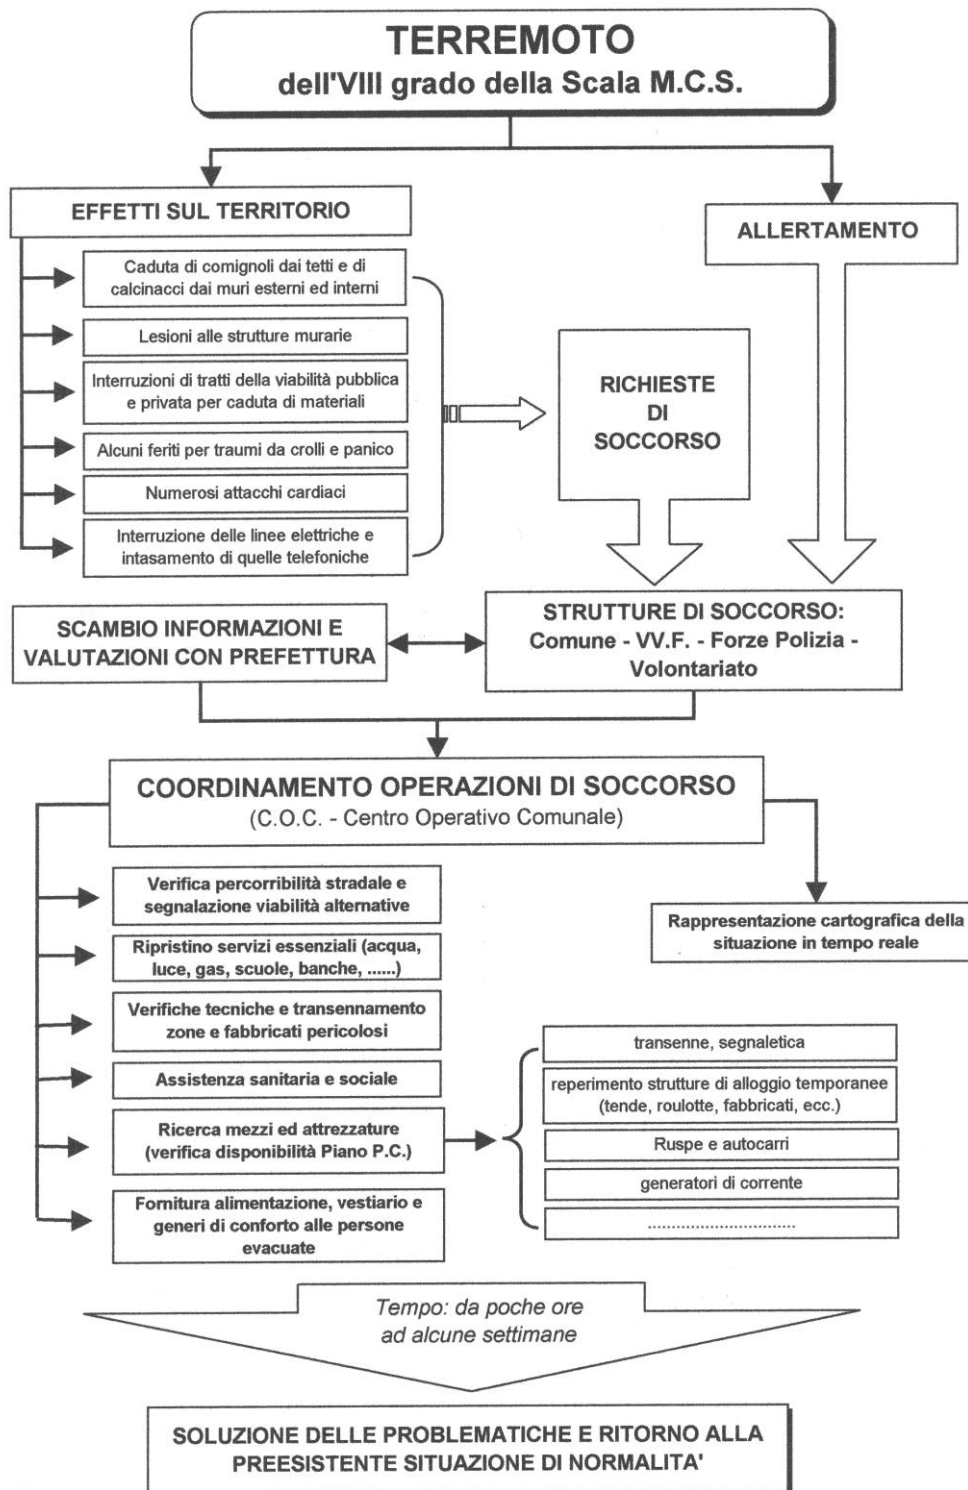 TERREMOTO
dell'VIII grado della Scala M.C.S.
EFFETTI SUL TERRITORIO
ALLERTAMENTO
Caduta di comignoli dai tetti e di
calcinacci dai muri esterni ed interni
Lesioni alle strutture murarie
Interruzioni di tratti della viabilità pubblica
e privata per caduta di materiali
Alcuni feriti per traumi da crolli e panico
Numerosi attacchi cardiaci
Interruzione delle linee elettriche e
intasamento di quelle telefoniche
RICHIESTE
DI
SOCCORSO
SCAMBIO INFORMAZIONI E
VALUTAZIONI CON PREFETTURA
STRUTTURE DI SOCCORSO:
Comune - VV.F. - Forze Polizia -
Volontariato
COORDINAMENTO OPERAZIONI DI SOCCORSO
(C.O.C. - Centro Operativo Comunale)
Verifica percorribilità stradale e
segnalazione viabilità alternative
Ripristino servizi essenziali (acqua,
luce, gas, scuole, banche, ......)
Verifiche tecniche e transennamento
zone e fabbricati pericolosi
Assistenza sanitaria e sociale
Ricerca mezzi ed attrezzature
(verifica disponibilità Piano P.C.)
Fornitura alimentazione, vestiario e
generi di conforto alle persone
evacuate
Rappresentazione cartografica della
situazione in tempo reale
transenne, segnaletica
reperimento strutture di alloggio temporanee
(tende, roulotte, fabbricati, ecc.)
Ruspe e autocarri
generatori di corrente
...............................
Tempo: da poche ore
ad alcune settimane
SOLUZIONE DELLE PROBLEMATICHE E RITORNO ALLA
PREESISTENTE SITUAZIONE DI NORMALITA'